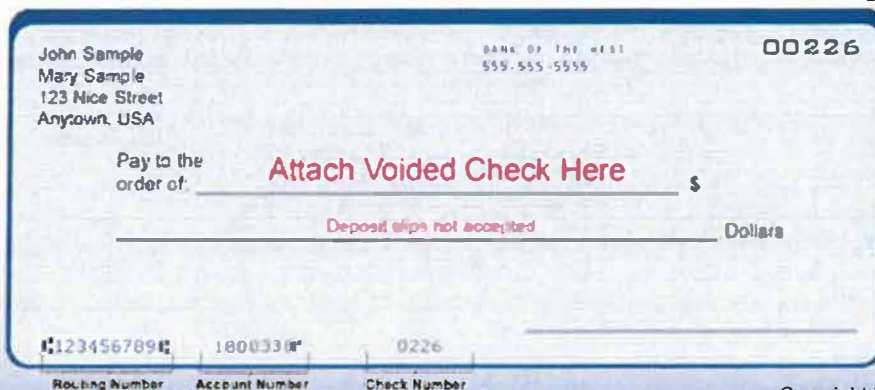 John Sample
Mary Sample
123 Nice Street
Anytown, USA
BANK OF THE WEST
555-555-5555
00226
Pay to the
order of:
Attach Voided Check Here
$
Deposit slips not accepted
Dollars
⑆123456789⑆ 1800330⑈ 0226
Routing Number Account Number Check Number